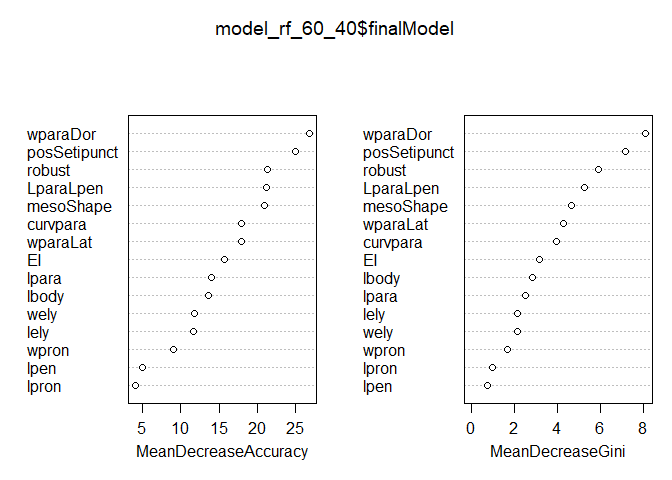 model_rf_60_40$finalModel
wparaDor
posSetipunct
robust
LparaLpen
mesoShape
curvpara
wparaLat
El
lpara
lbody
wely
lely
wpron
lpen
lpron
5 10 15 20 25
MeanDecreaseAccuracy
wparaDor
posSetipunct
robust
LparaLpen
mesoShape
wparaLat
curvpara
El
lbody
lpara
lely
wely
wpron
lpron
lpen
0 2 4 6 8
MeanDecreaseGini